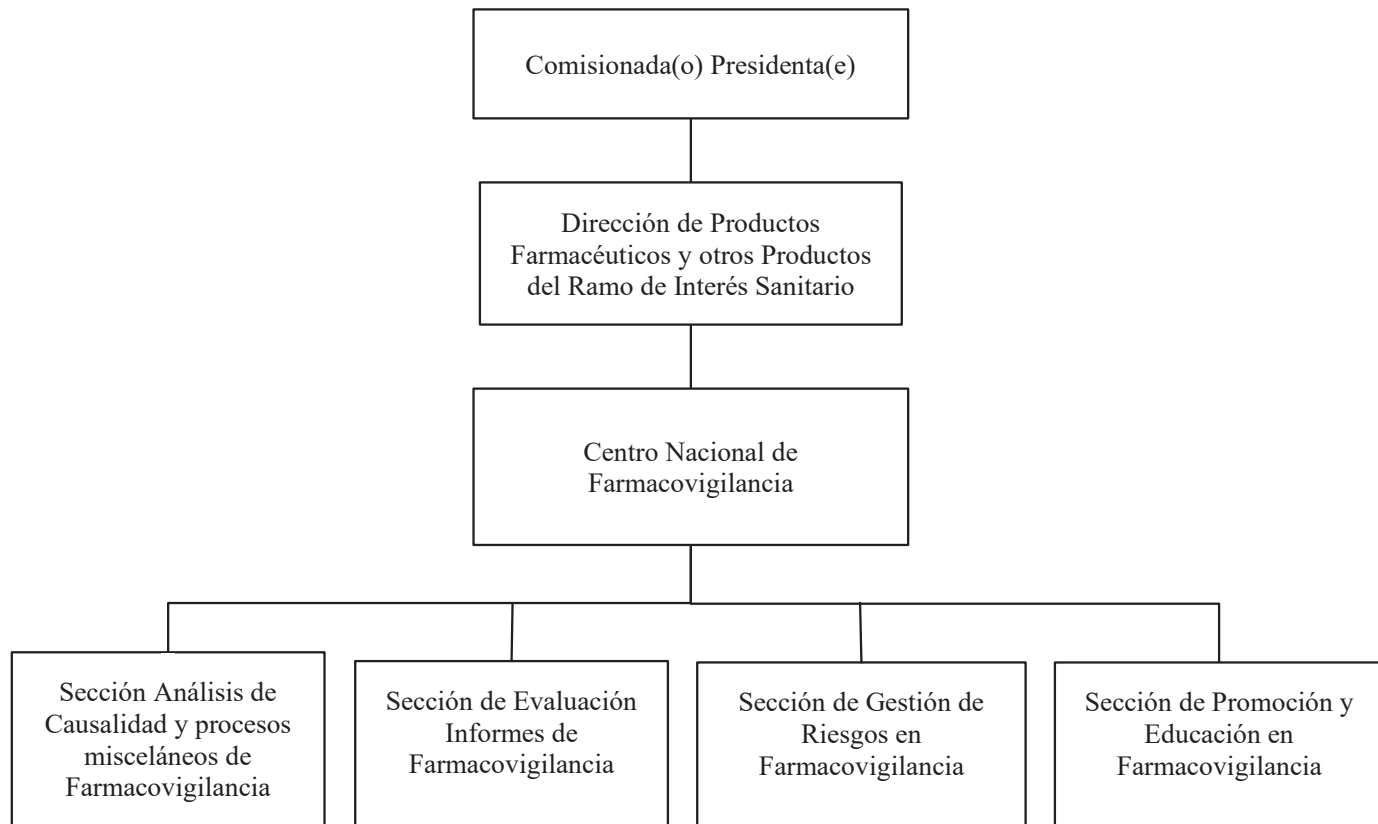 Comisionada(o) Presidenta(e)
Dirección de Productos
Farmacéuticos y otros Productos
del Ramo de Interés Sanitario
Centro Nacional de
Farmacovigilancia
Sección Análisis de
Causalidad y procesos
misceláneos de
Farmacovigilancia
Sección de Evaluación
Informes de
Farmacovigilancia
Sección de Gestión de
Riesgos en
Farmacovigilancia
Sección de Promoción y
Educación en
Farmacovigilancia